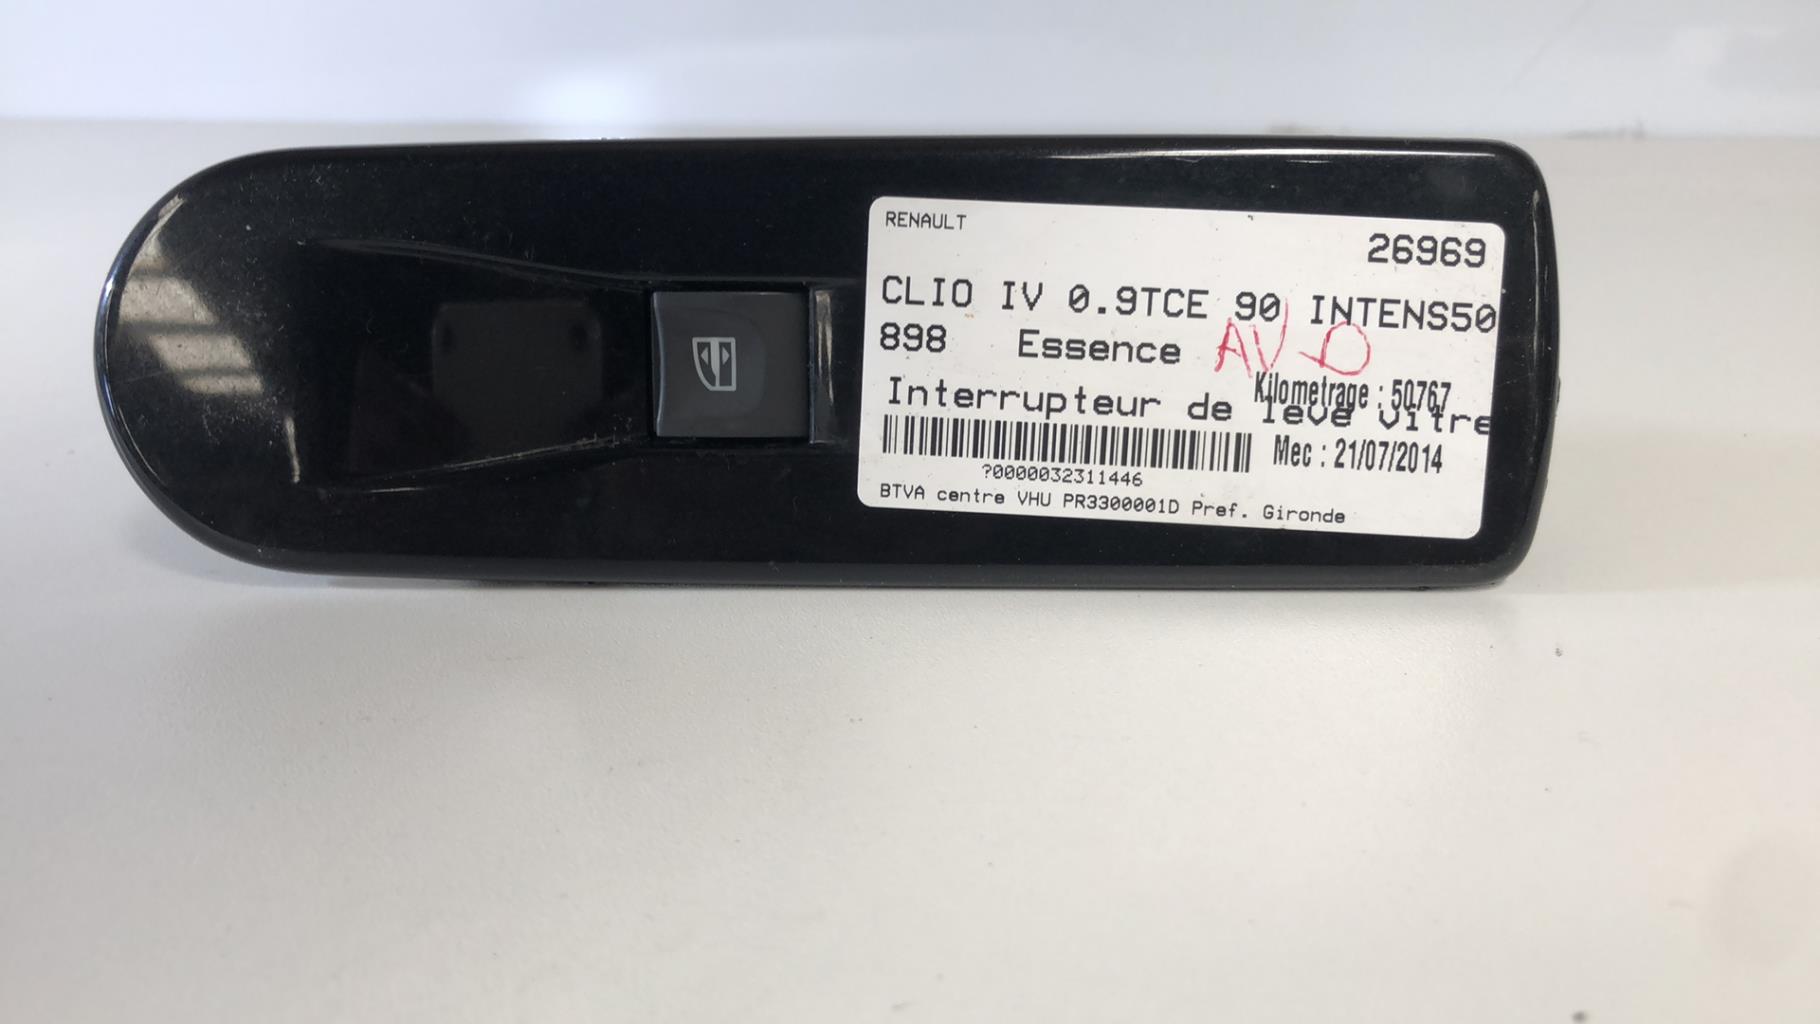 RENAULT
26969
CLIO IV 0.9TCE 90 INTENS50
898 Essence AV D
Kilometrage : 50767
Interrupteur de leve vitre
Mec : 21/07/2014
?0000032311446
BTVA centre VHU PR3300001D Pref. Gironde